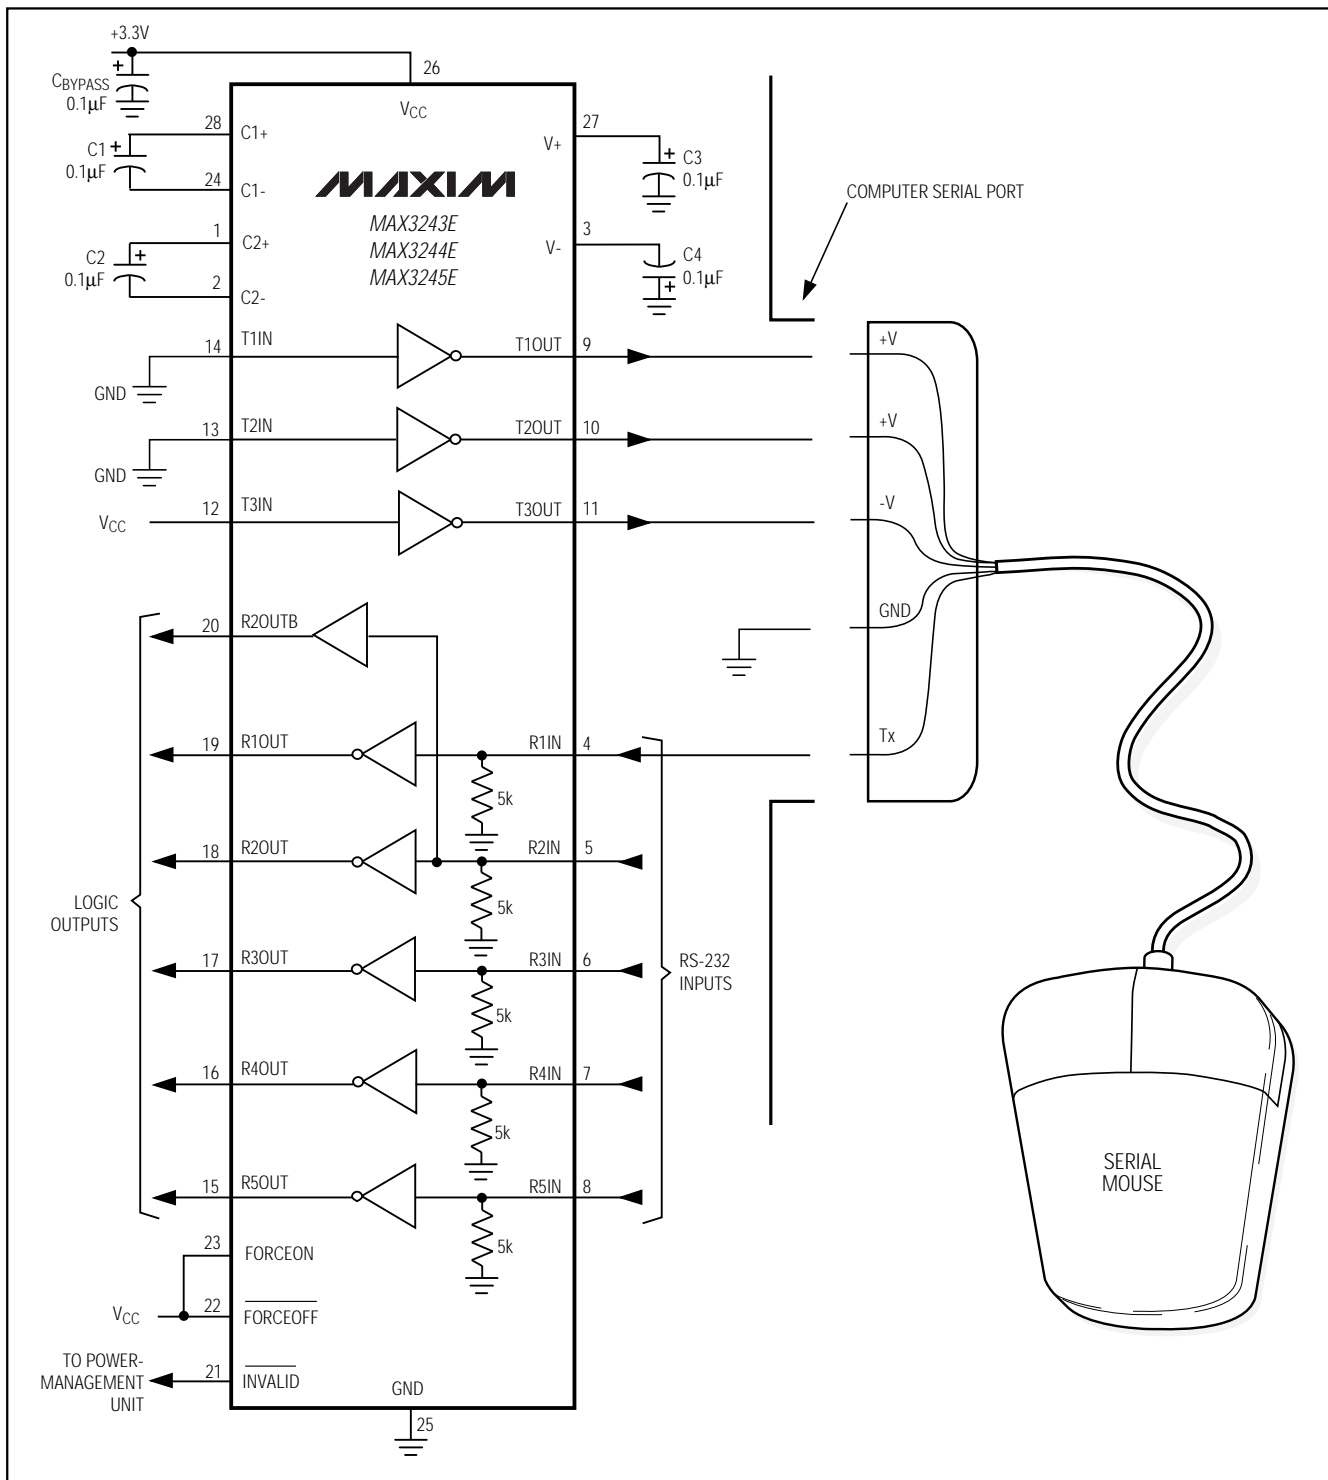 +3.3V
CBYPASS
0.1µF
26
VCC
28
C1+
C1
0.1µF
24
C1-
27
V+
C3
0.1µF
MAXIM
MAX3243E
MAX3244E
MAX3245E
1
C2+
C2
0.1µF
2
C2-
3
V-
C4
0.1µF
COMPUTER SERIAL PORT
14
T1IN
T1OUT
9
GND
+V
13
T2IN
T2OUT
10
GND
+V
VCC
12
T3IN
T3OUT
11
-V
20
R2OUTB
GND
19
R1OUT
R1IN
4
5k
Tx
18
R2OUT
R2IN
5
5k
LOGIC
OUTPUTS
17
R3OUT
R3IN
6
5k
RS-232
INPUTS
16
R4OUT
R4IN
7
5k
15
R5OUT
R5IN
8
5k
SERIAL
MOUSE
23
FORCEON
VCC
22
FORCEOFF
TO POWER-
MANAGEMENT
UNIT
21
INVALID
GND
25